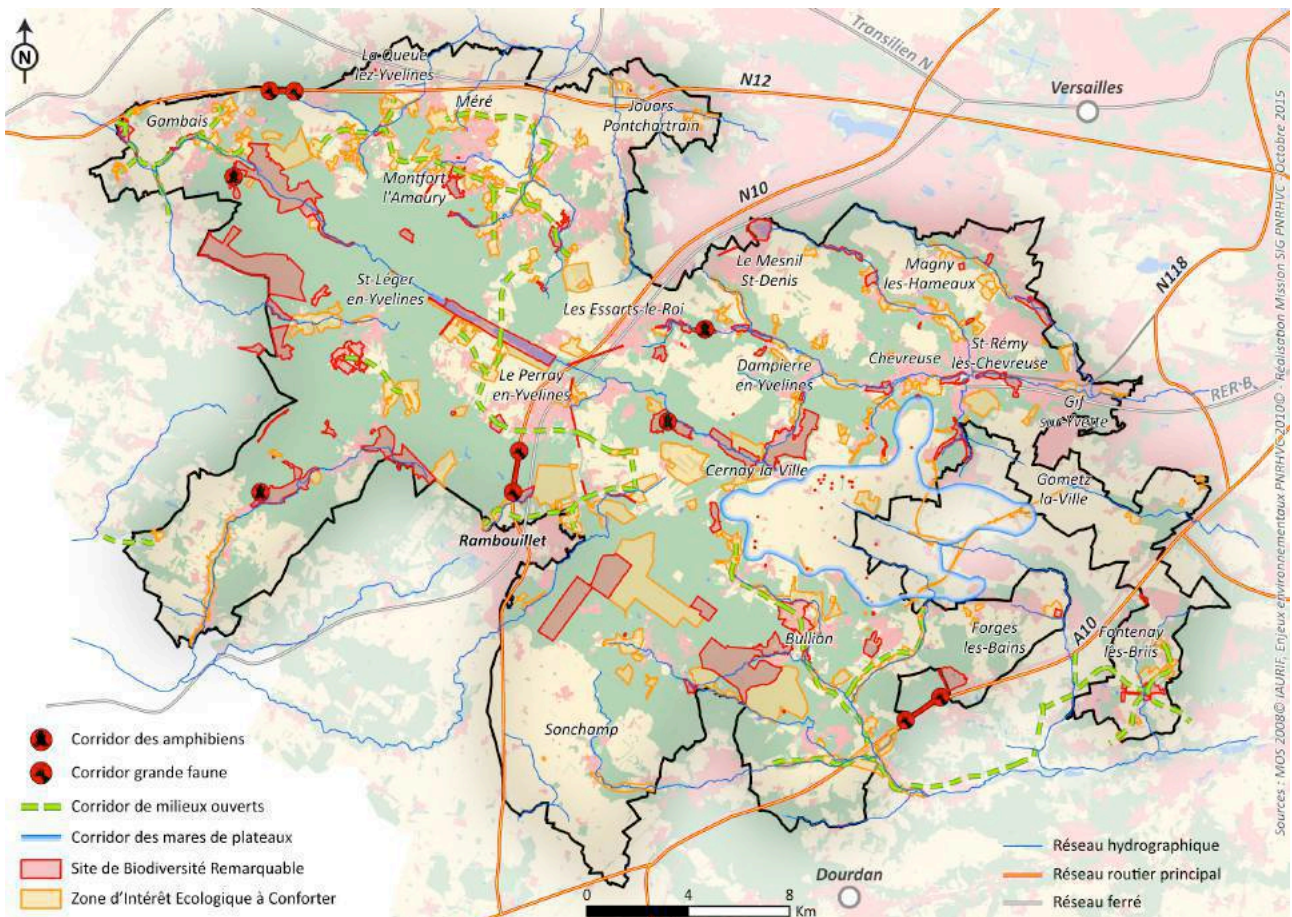 N
La Queue
lez-Yvelines
Transilien N
N12
Versailles
Gambais
Méré
Jouars
Pontchartrain
Montfort
l'Amaury
N10
Le Mesnil
St-Denis
Magny
les-Hameaux
N118
St-Léger
en-Yvelines
Les Essarts-le-Roi
Chevreuse
St-Rémy
lès-Chevreuse
Dampierre
en-Yvelines
Le Perray
en-Yvelines
RER B
Gif
sur-Yvette
Cernay-la-Ville
Gometz
la-Ville
Rambouillet
Bullion
Forges
les-Bains
A10
Fontenay
lès-Briis
Sonchamp
Dourdan
Corridor des amphibiens
Corridor grande faune
Corridor de milieux ouverts
Corridor des mares de plateaux
Site de Biodiversité Remarquable
Zone d'Intérêt Ecologique à Conforter
0 4 8
Km
Réseau hydrographique
Réseau routier principal
Réseau ferré
Sources : MOS 2008© IAURIF, Enjeux environnementaux PNRHVC 2010© - Réalisation Mission SIG PNRHVC - Octobre 2015